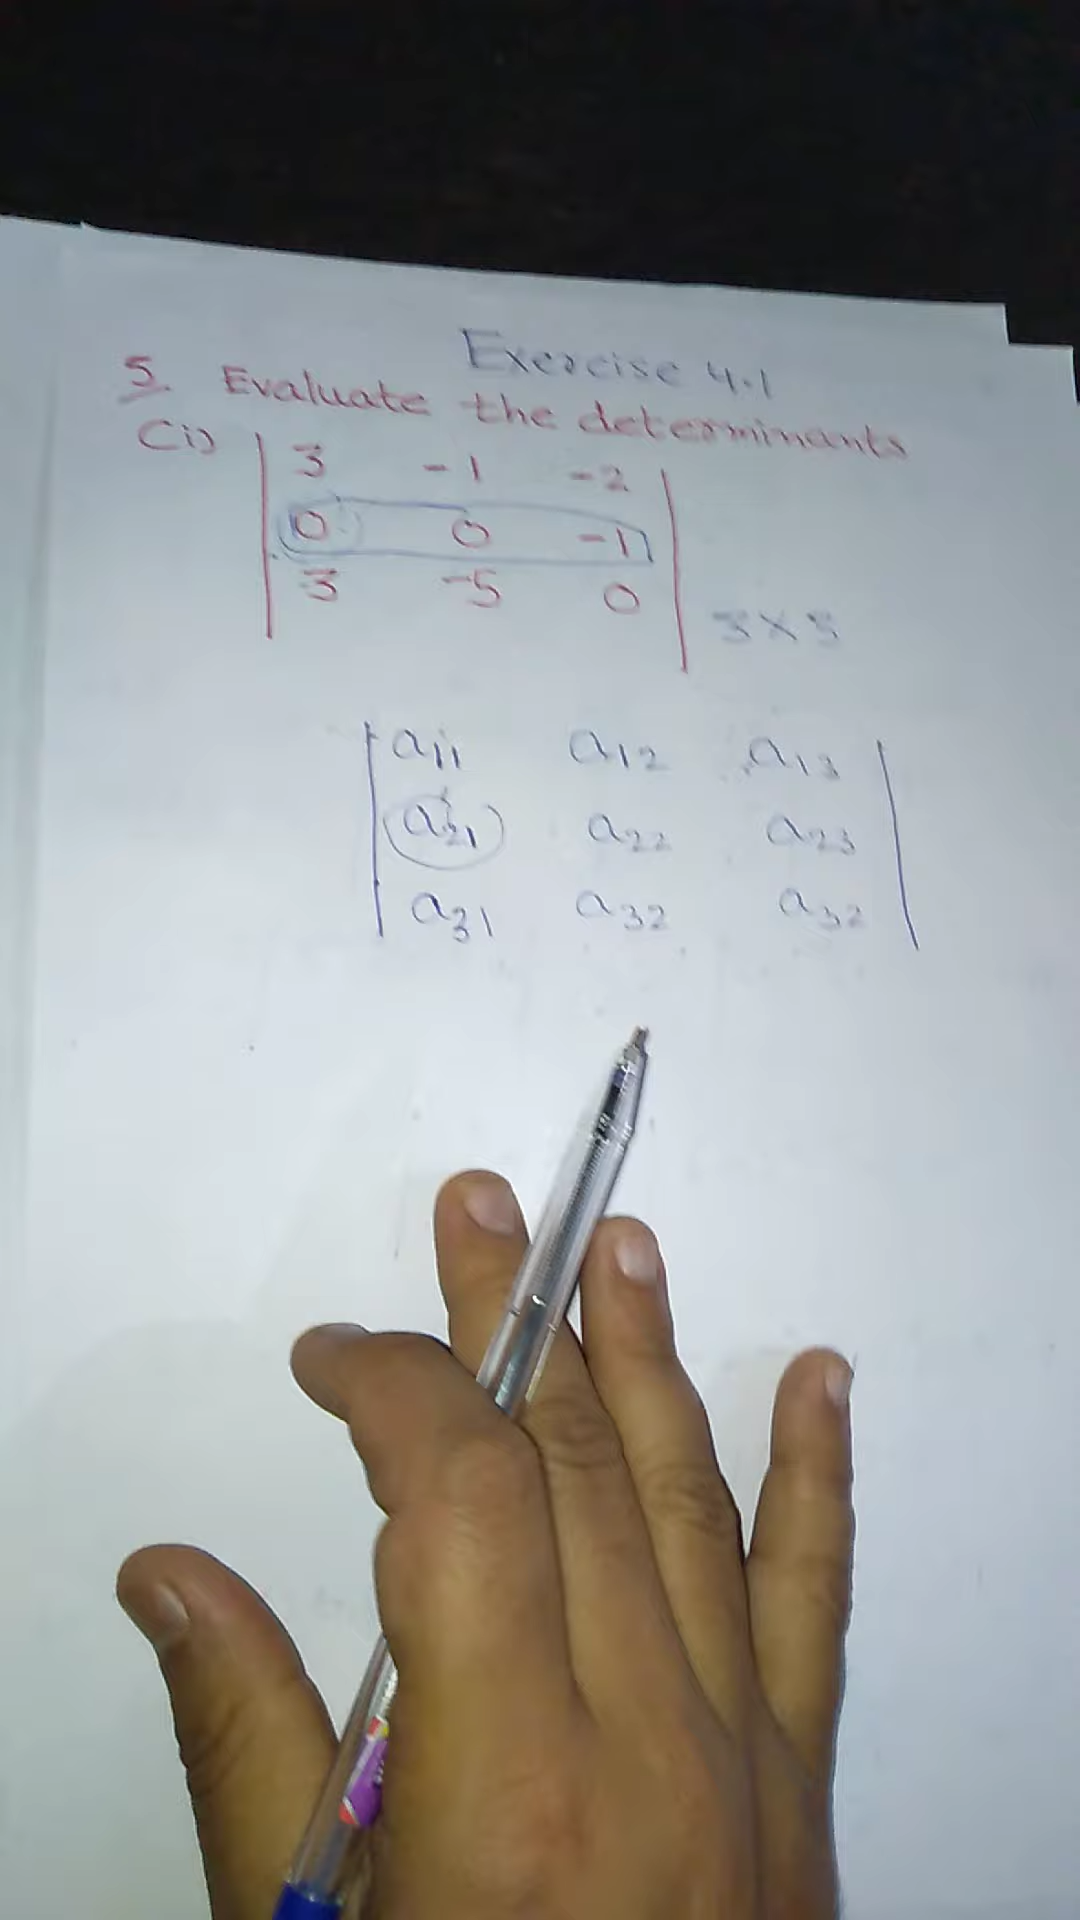 Exercise 4.1
5. Evaluate the determinants
(i) | 3 -1 -2 |
| 0 0 -1 |
| 3 -5 0 | 3×3
| a11 a12 a13 |
| a21 a22 a23 |
| a31 a32 a32 |